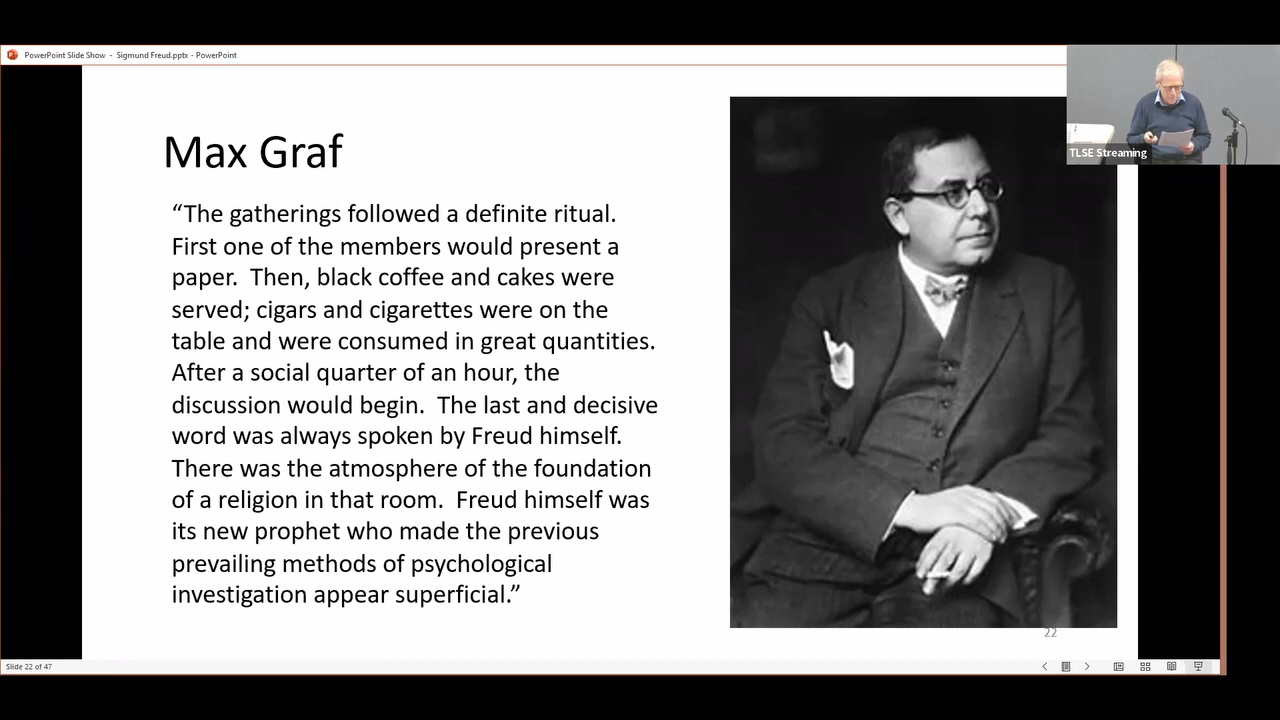 PowerPoint Slide Show - Sigmund Freud.pptx - PowerPoint
TLSE Streaming
Max Graf
“The gatherings followed a definite ritual.
First one of the members would present a
paper.  Then, black coffee and cakes were
served; cigars and cigarettes were on the
table and were consumed in great quantities.
After a social quarter of an hour, the
discussion would begin.  The last and decisive
word was always spoken by Freud himself.
There was the atmosphere of the foundation
of a religion in that room.  Freud himself was
its new prophet who made the previous
prevailing methods of psychological
investigation appear superficial.”
22
Slide 22 of 47